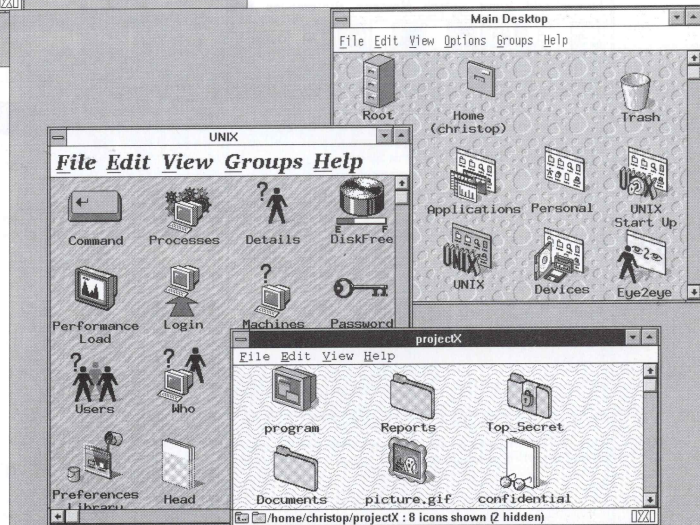 Main Desktop
File Edit View Options Groups Help
Root
Home
(christop)
Trash
Applications
Personal
UNIX
Start Up
UNIX
Devices
Eye2eye
UNIX
File Edit View Groups Help
Command
Processes
Details
E F
DiskFree
Performance
Load
Login
Machines
Password
Users
Who
Preferences
Library
Head
projectX
File Edit View Help
program
Reports
Top_Secret
Documents
picture.gif
confidential
/home/christop/projectX : 8 icons shown (2 hidden)